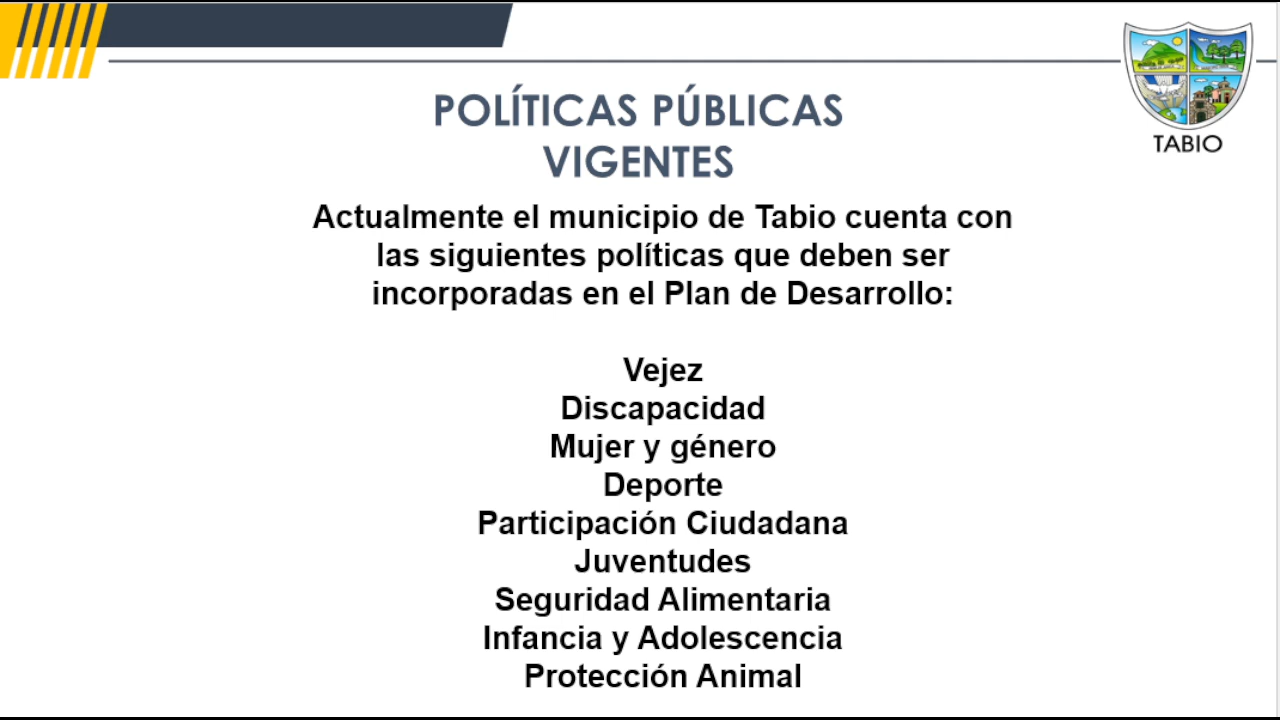 POLÍTICAS PÚBLICAS
VIGENTES
TABIO
Actualmente el municipio de Tabio cuenta con
las siguientes políticas que deben ser
incorporadas en el Plan de Desarrollo:
Vejez
Discapacidad
Mujer y género
Deporte
Participación Ciudadana
Juventudes
Seguridad Alimentaria
Infancia y Adolescencia
Protección Animal